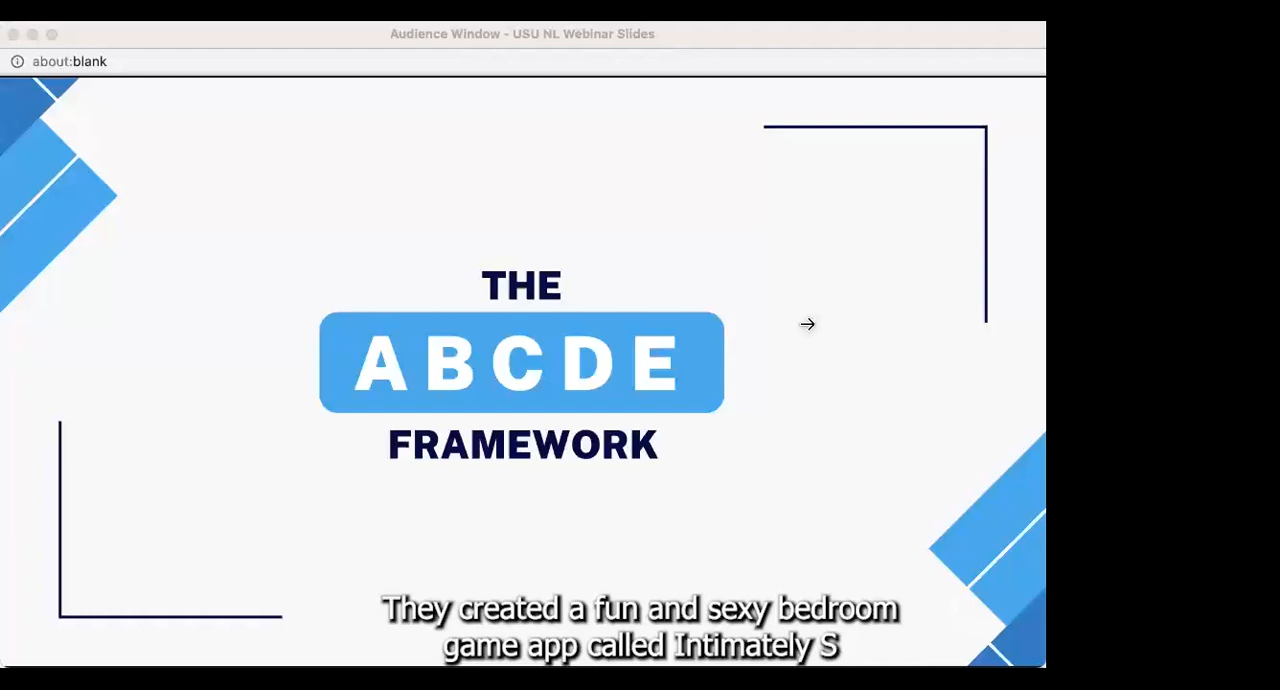 Audience Window - USU NL Webinar Slides
about:blank
THE
ABCDE
FRAMEWORK
They created a fun and sexy bedroom
game app called Intimately S